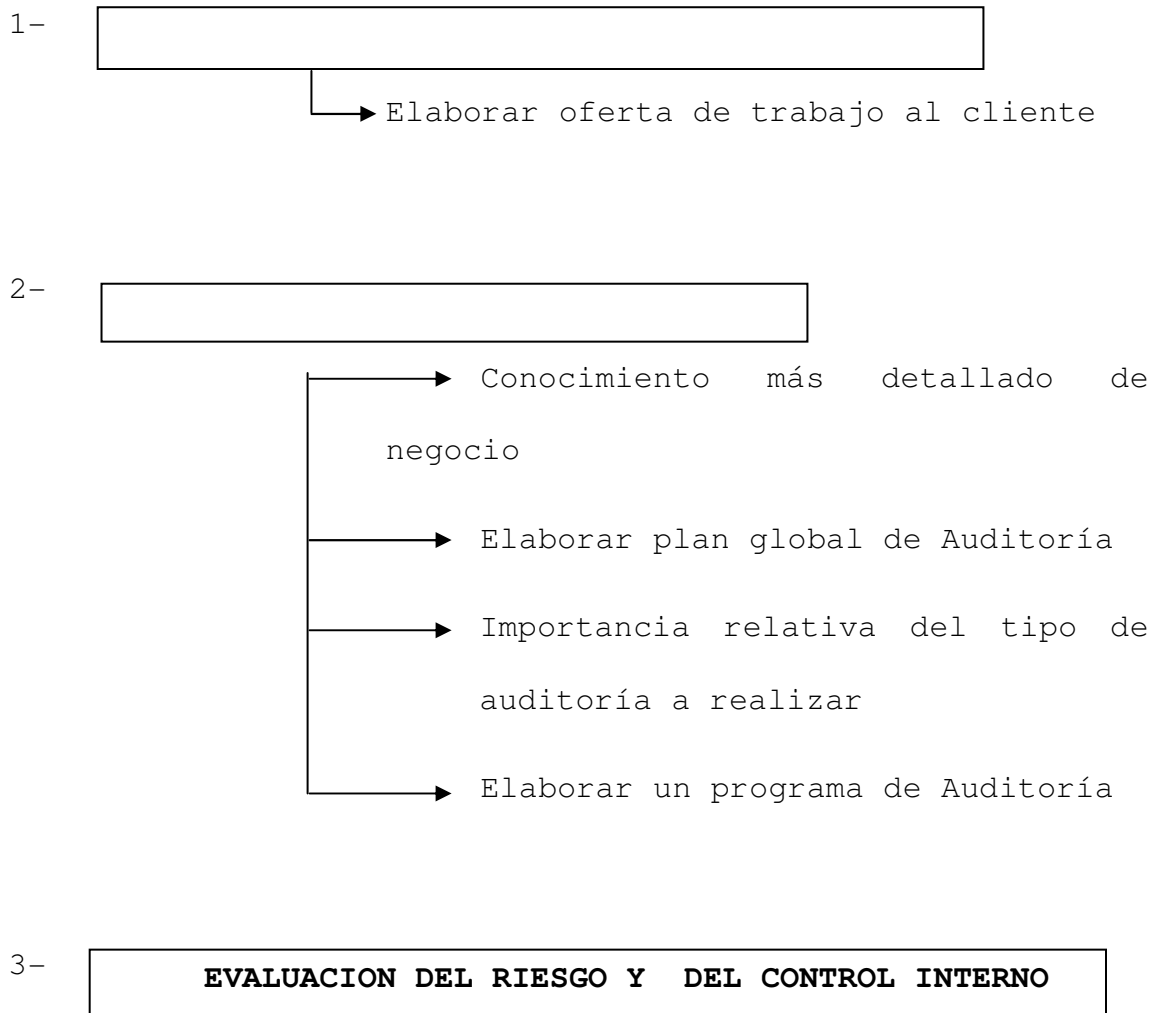 1–
Elaborar oferta de trabajo al cliente
2–
Conocimiento más detallado de
negocio
Elaborar plan global de Auditoría
Importancia relativa del tipo de
auditoría a realizar
Elaborar un programa de Auditoría
3–
EVALUACION DEL RIESGO Y DEL CONTROL INTERNO